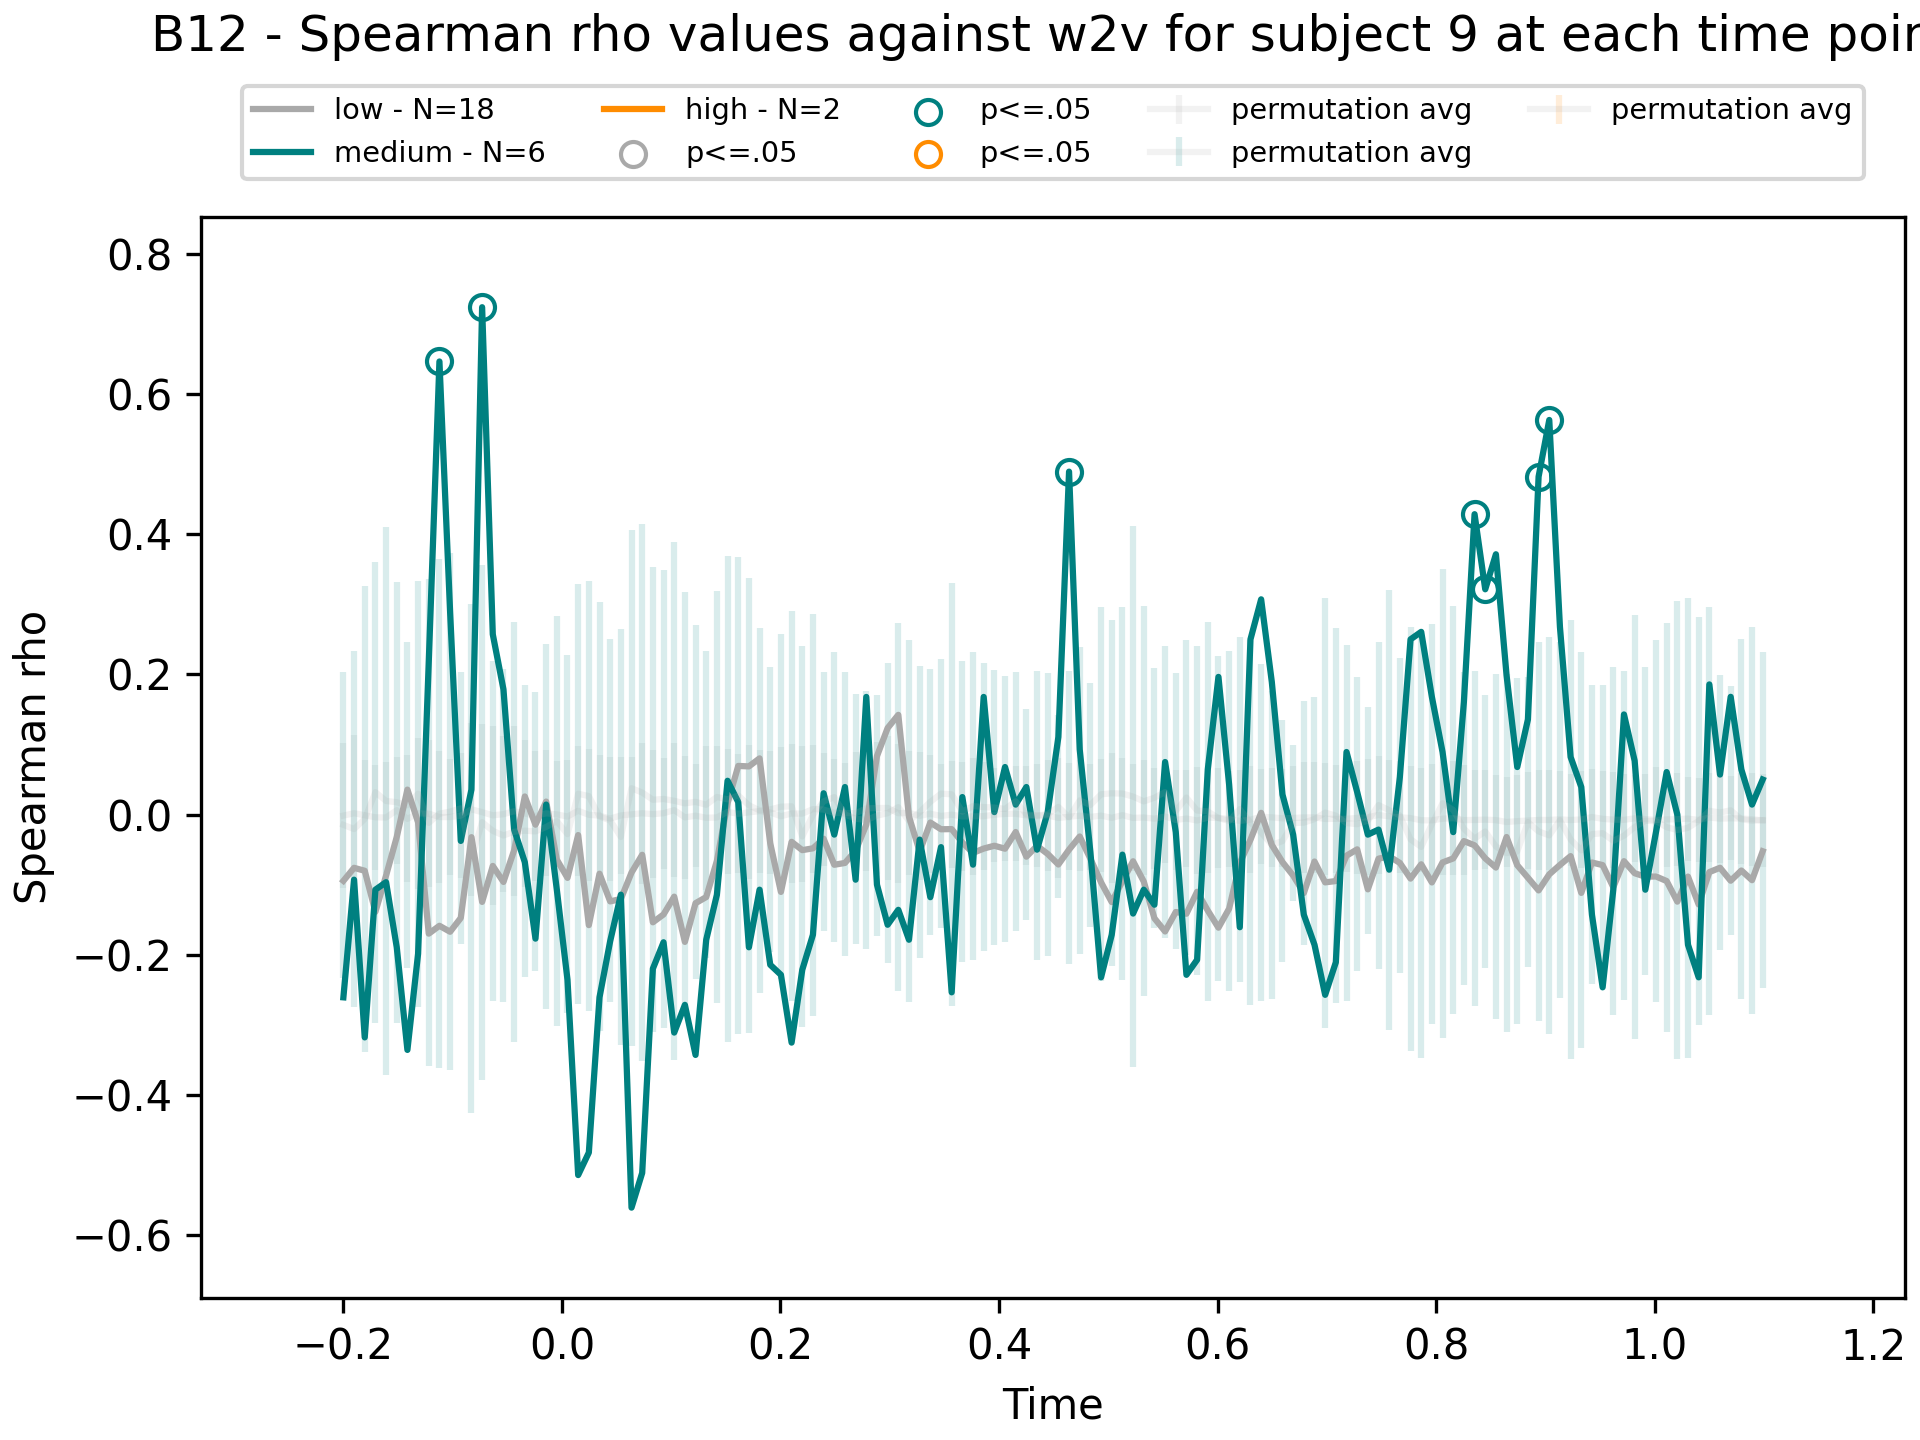 B12 - Spearman rho values against w2v for subject 9 at each time poin
low - N=18 high - N=2 p<=.05 permutation avg permutation avg
medium - N=6 p<=.05 p<=.05 permutation avg
Spearman rho
0.8
0.6
0.4
0.2
0.0
−0.2
−0.4
−0.6
−0.2 0.0 0.2 0.4 0.6 0.8 1.0 1.2
Time